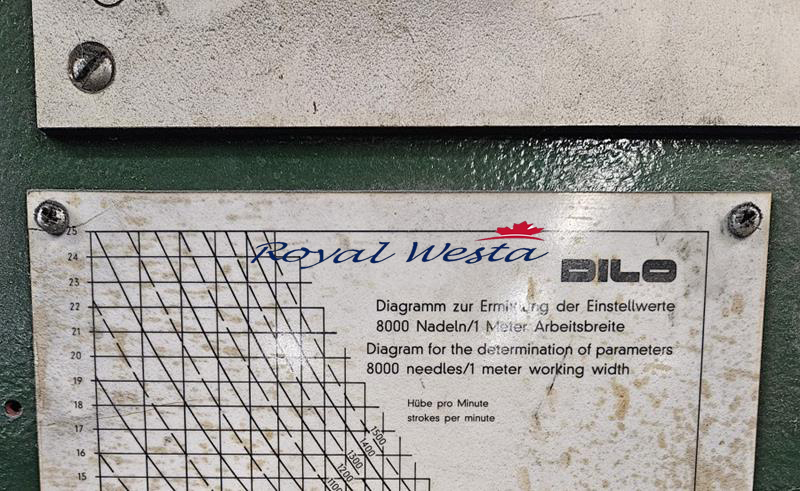 Royal Westa
DILO
Diagramm zur Ermittlung der Einstellwerte
8000 Nadeln/1 Meter Arbeitsbreite
Diagram for the determination of parameters
8000 needles/1 meter working width
Hübe pro Minute
strokes per minute
25
24
23
22
21
20
19
18
17
16
15
1500
1400
1300
1200
1100